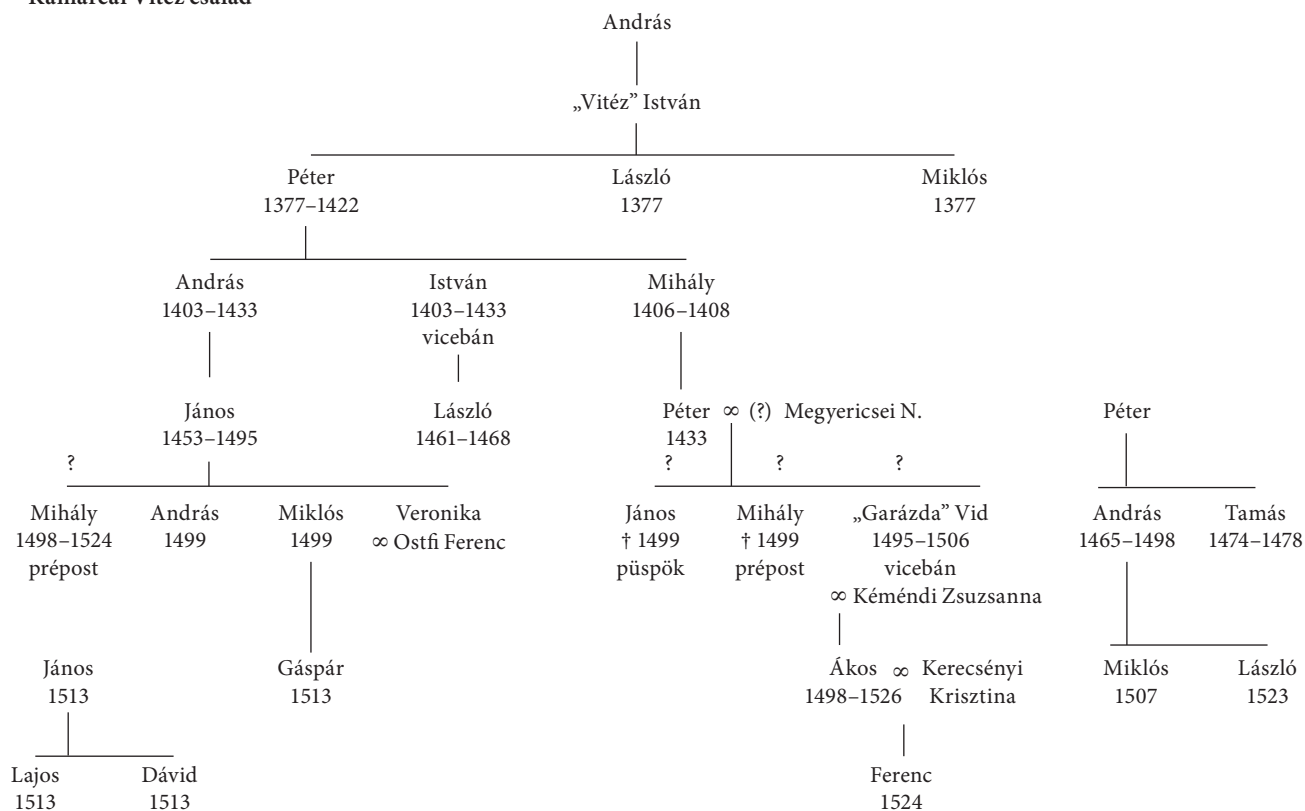 András
„Vitéz” István
Péter László Miklós
1377–1422 1377 1377
András István Mihály
1403–1433 1403–1433 1406–1408
vicebán
János László Péter ∞ (?) Megyericsei N. Péter
1453–1495 1461–1468 1433
? ? ? ?
Mihály András Miklós Veronika János Mihály „Garázda” Vid András Tamás
1498–1524 1499 1499 ∞ Ostfi Ferenc † 1499 † 1499 1495–1506 1465–1498 1474–1478
prépost püspök prépost vicebán
∞ Kéméndi Zsuzsanna
János Gáspár Ákos ∞ Kerecsényi Miklós László
1513 1513 1498–1526 Krisztina 1507 1523
Lajos Dávid Ferenc
1513 1513 1524